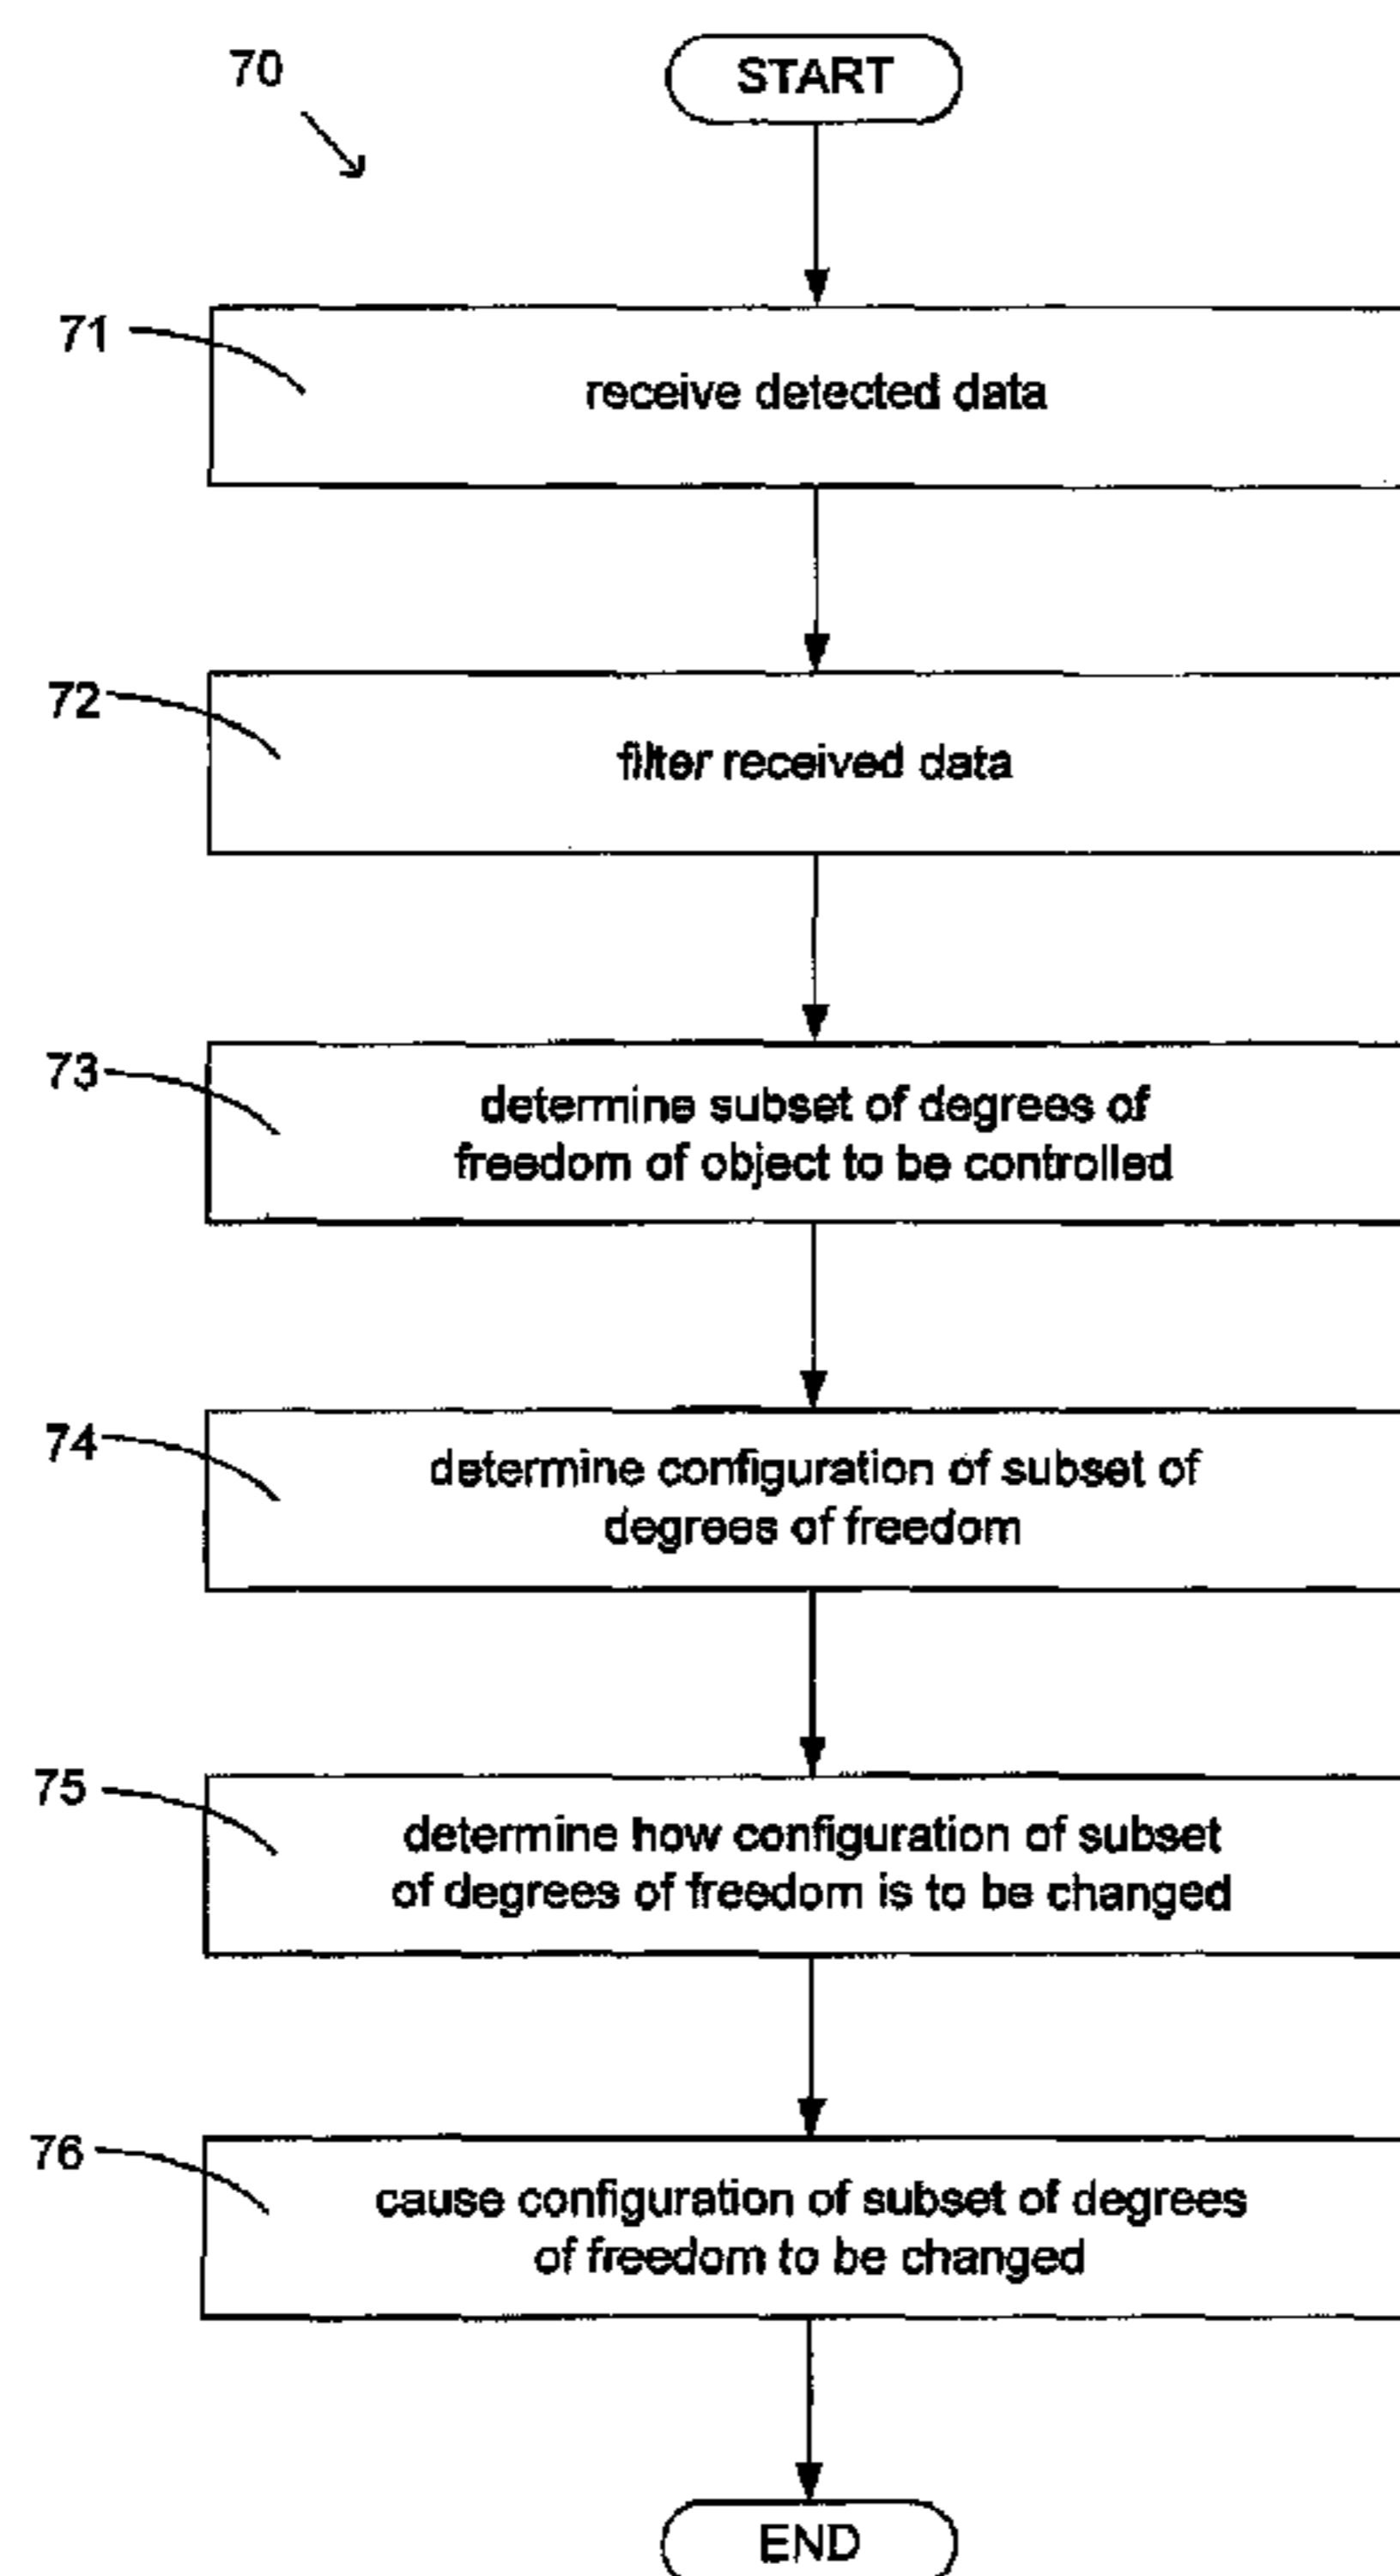 70
START
71
receive detected data
72
filter received data
73
determine subset of degrees of
freedom of object to be controlled
74
determine configuration of subset of
degrees of freedom
75
determine how configuration of subset
of degrees of freedom is to be changed
76
cause configuration of subset of degrees
of freedom to be changed
END